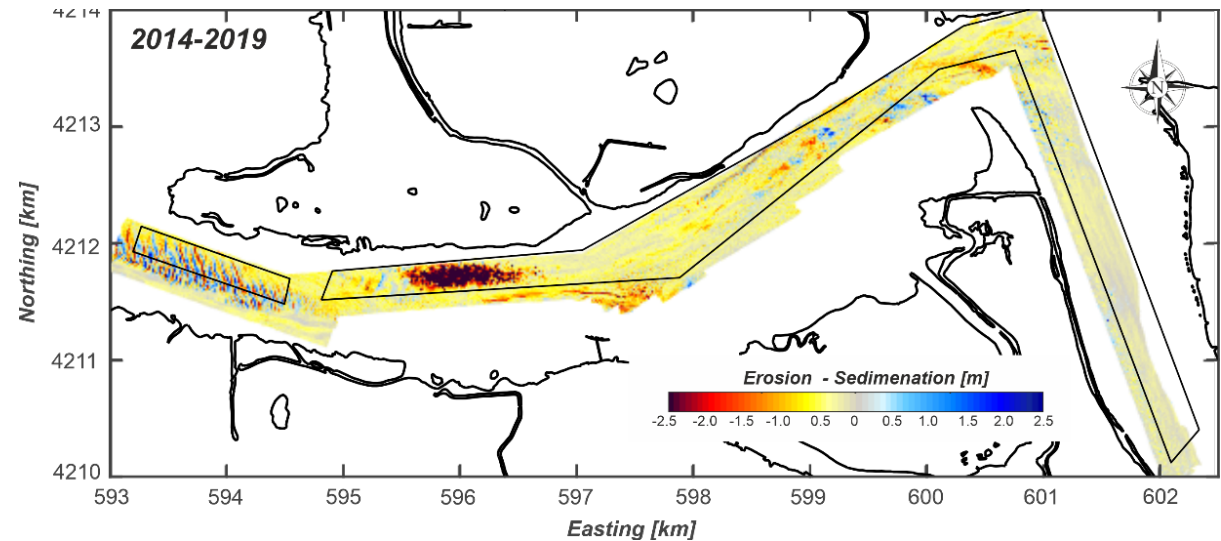 4214
2014-2019
N
4213
4212
4211
4210
Northing [km]
Erosion - Sedimenation [m]
-2.5 -2.0 -1.5 -1.0 0.5 0 0.5 1.0 1.5 2.0 2.5
593 594 595 596 597 598 599 600 601 602
Easting [km]